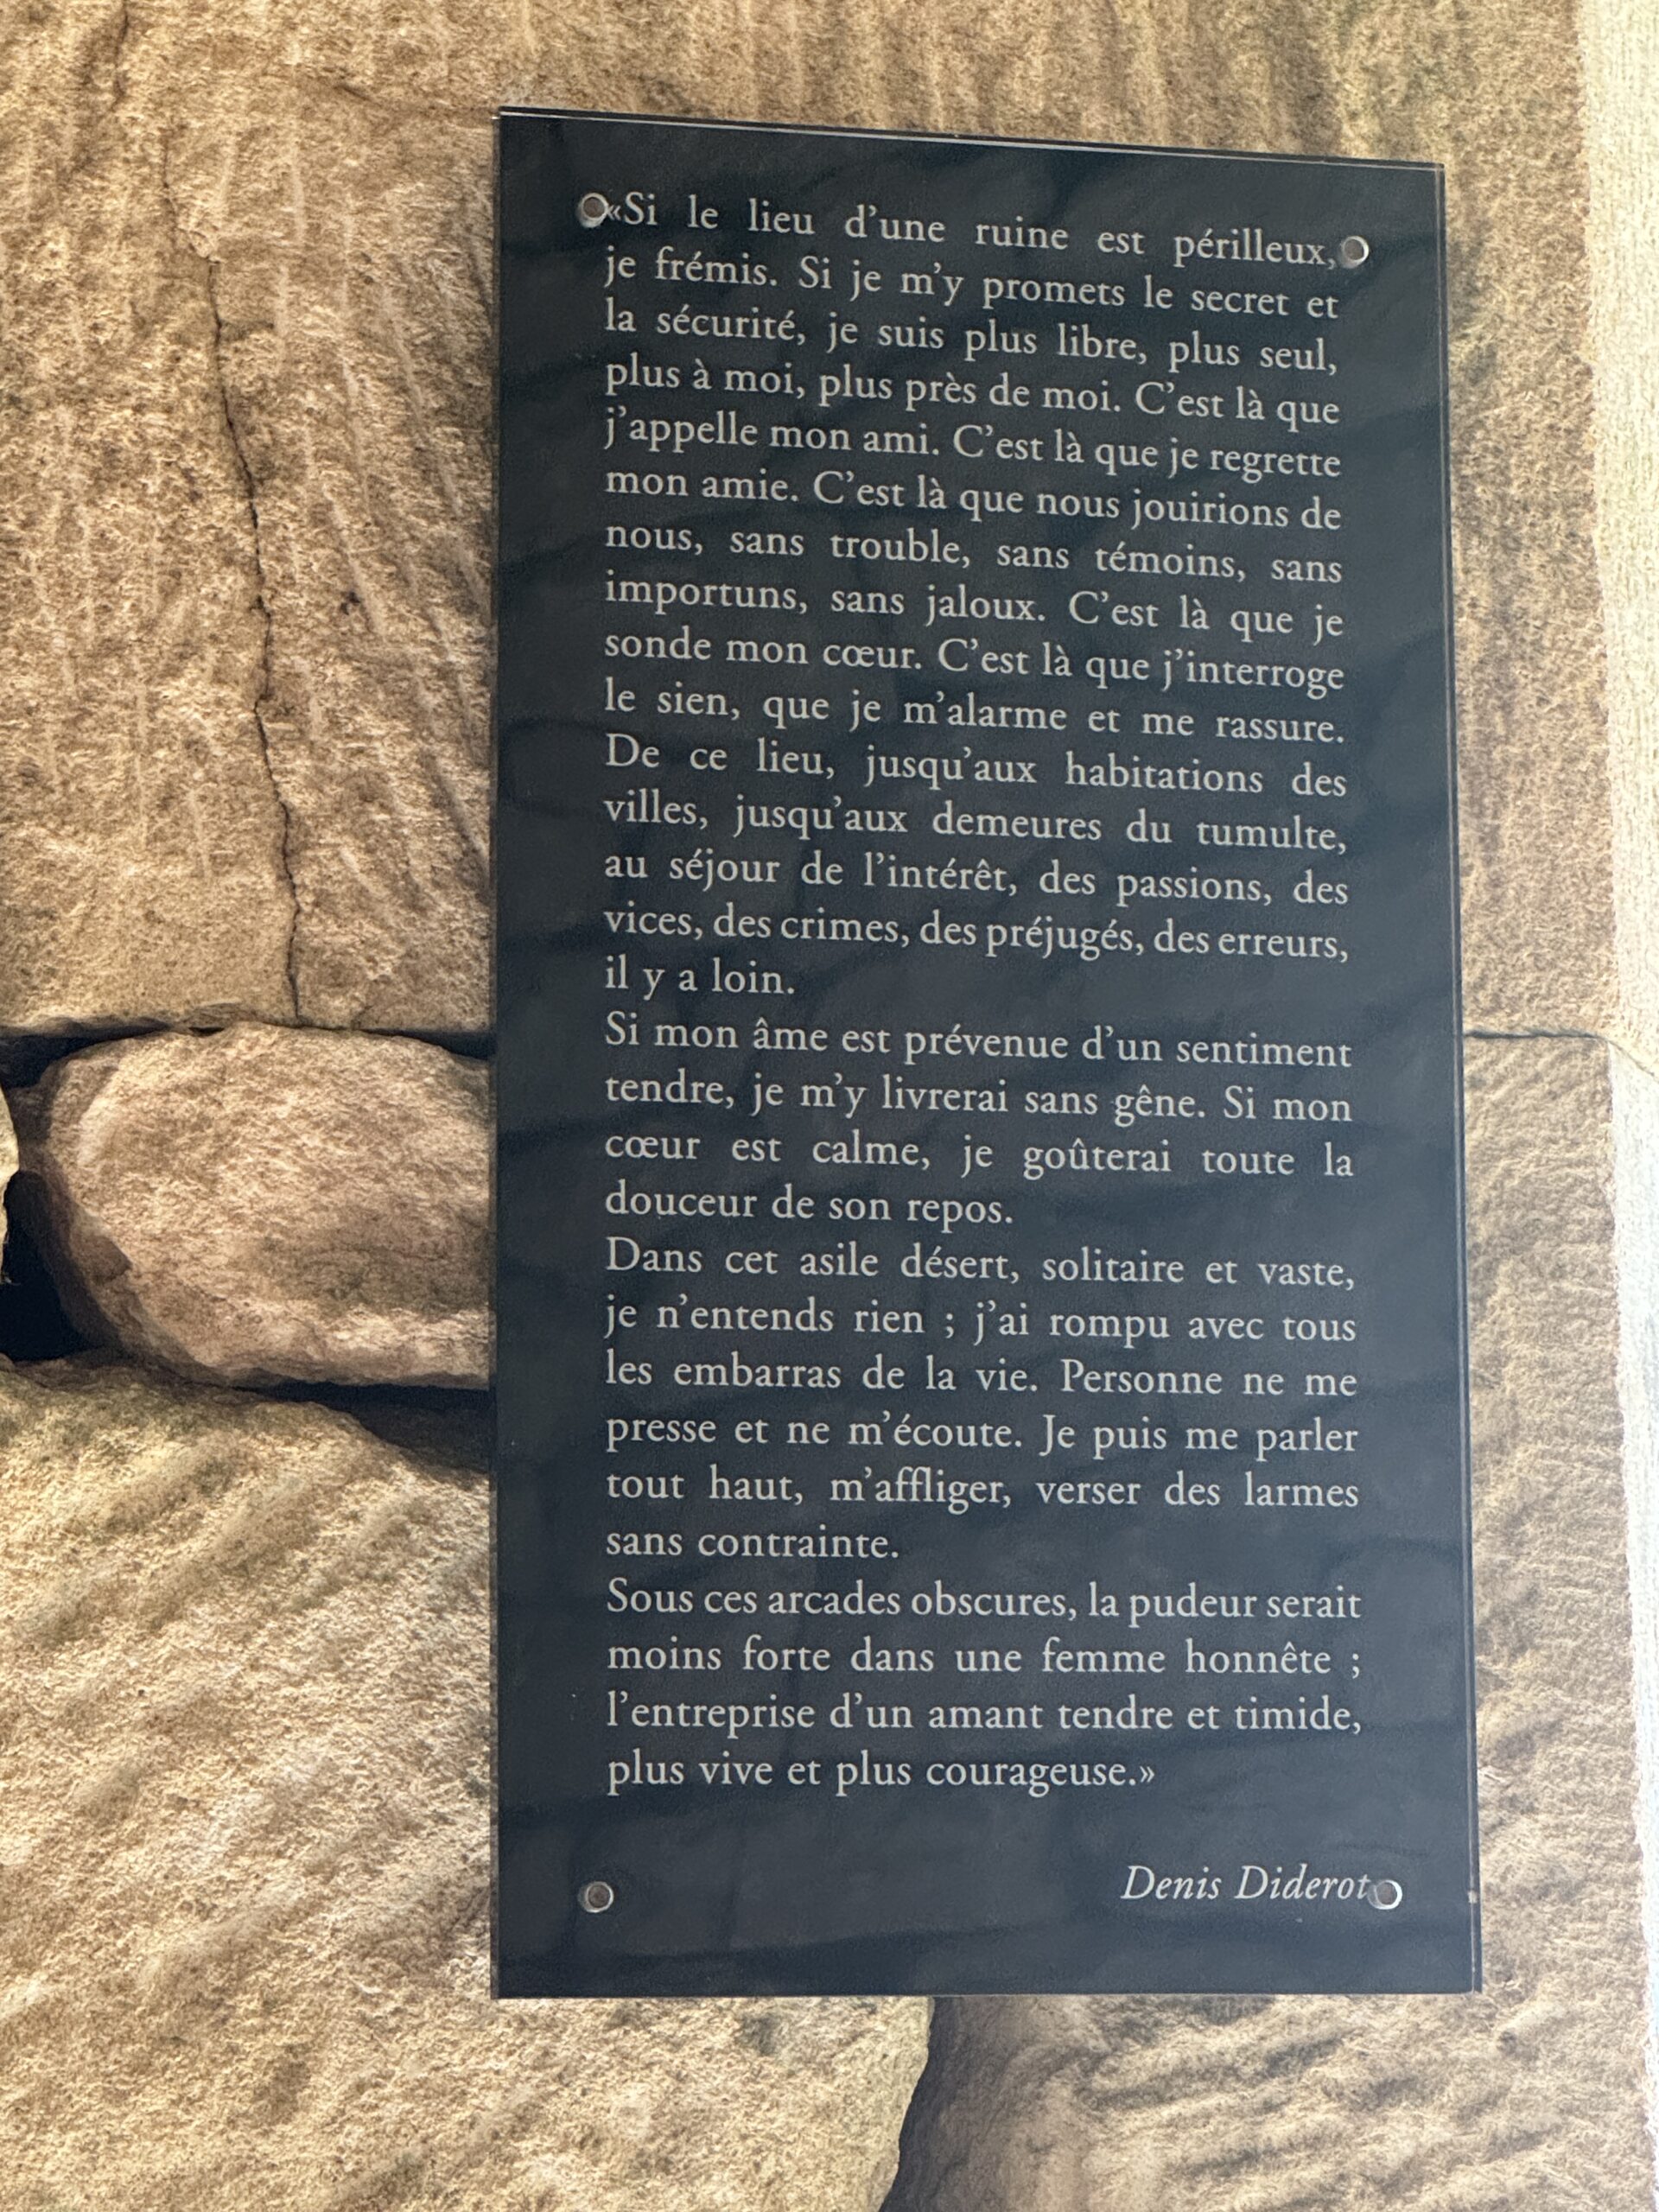 «Si le lieu d’une ruine est périlleux,
je frémis. Si je m’y promets le secret et
la sécurité, je suis plus libre, plus seul,
plus à moi, plus près de moi. C’est là que
j’appelle mon ami. C’est là que je regrette
mon amie. C’est là que nous jouirions de
nous, sans trouble, sans témoins, sans
importuns, sans jaloux. C’est là que je
sonde mon cœur. C’est là que j’interroge
le sien, que je m’alarme et me rassure.
De ce lieu, jusqu’aux habitations des
villes, jusqu’aux demeures du tumulte,
au séjour de l’intérêt, des passions, des
vices, des crimes, des préjugés, des erreurs,
il y a loin.
Si mon âme est prévenue d’un sentiment
tendre, je m’y livrerai sans gêne. Si mon
cœur est calme, je goûterai toute la
douceur de son repos.
Dans cet asile désert, solitaire et vaste,
je n’entends rien ; j’ai rompu avec tous
les embarras de la vie. Personne ne me
presse et ne m’écoute. Je puis me parler
tout haut, m’affliger, verser des larmes
sans contrainte.
Sous ces arcades obscures, la pudeur serait
moins forte dans une femme honnête ;
l’entreprise d’un amant tendre et timide,
plus vive et plus courageuse.»
Denis Diderot